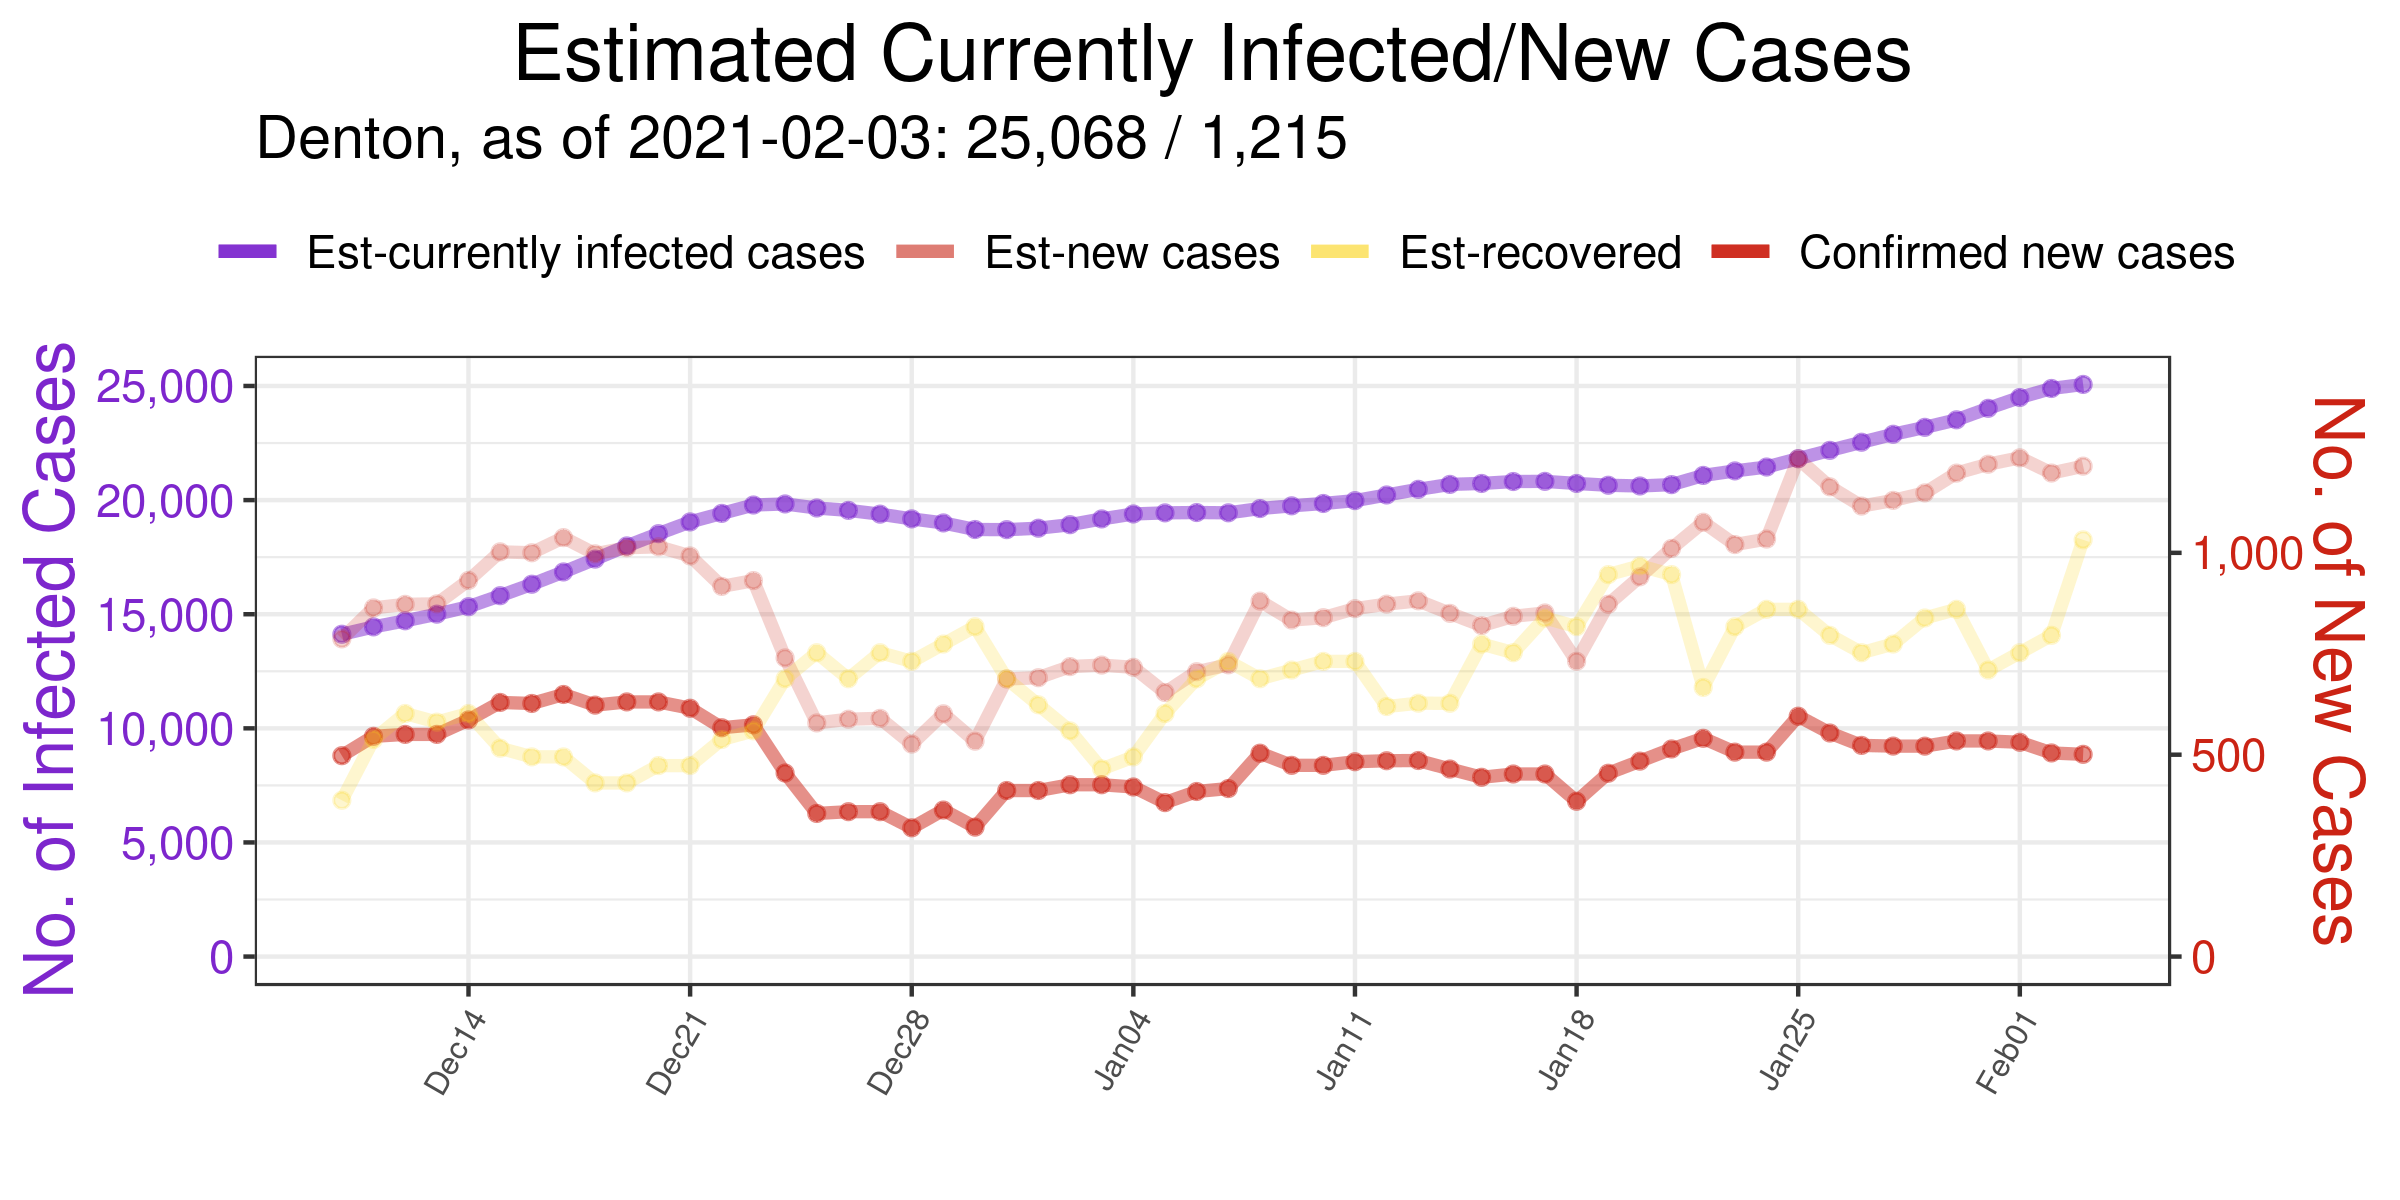 Estimated Currently Infected/New Cases
Denton, as of 2021-02-03: 25,068 / 1,215
Est-currently infected cases Est-new cases Est-recovered Confirmed new cases
No. of Infected Cases
25,000
20,000
15,000
10,000
5,000
0
No. of New Cases
1,000
500
0
Dec14 Dec21 Dec28 Jan04 Jan11 Jan18 Jan25 Feb01